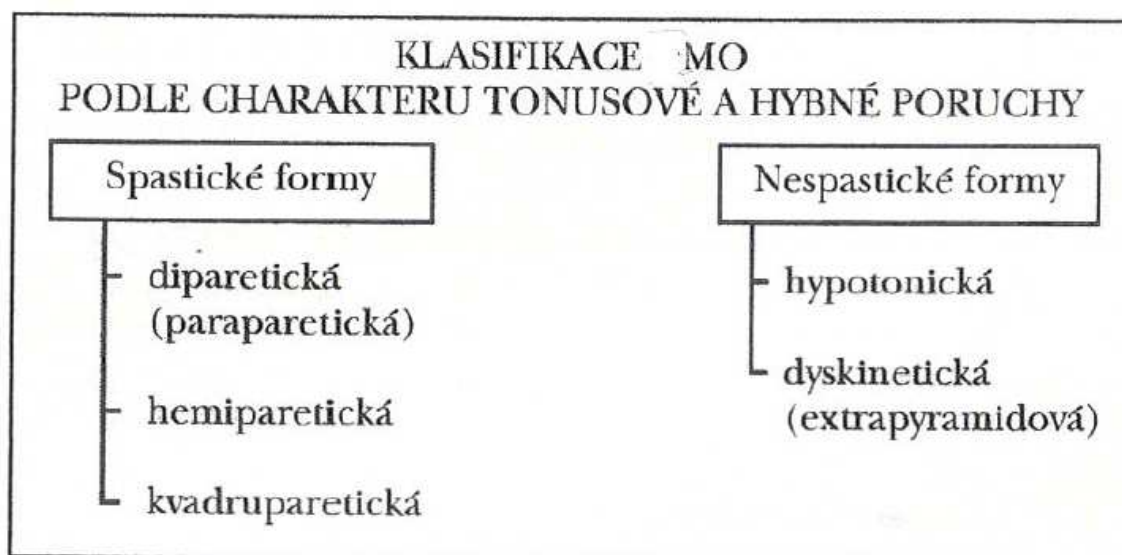 KLASIFIKACE MO
PODLE CHARAKTERU TONUSOVÉ A HYBNÉ PORUCHY
Spastické formy
diparetická
(paraparetická)
hemiparetická
kvadruparetická
Nespastické formy
hypotonická
dyskinetická
(extrapyramidová)